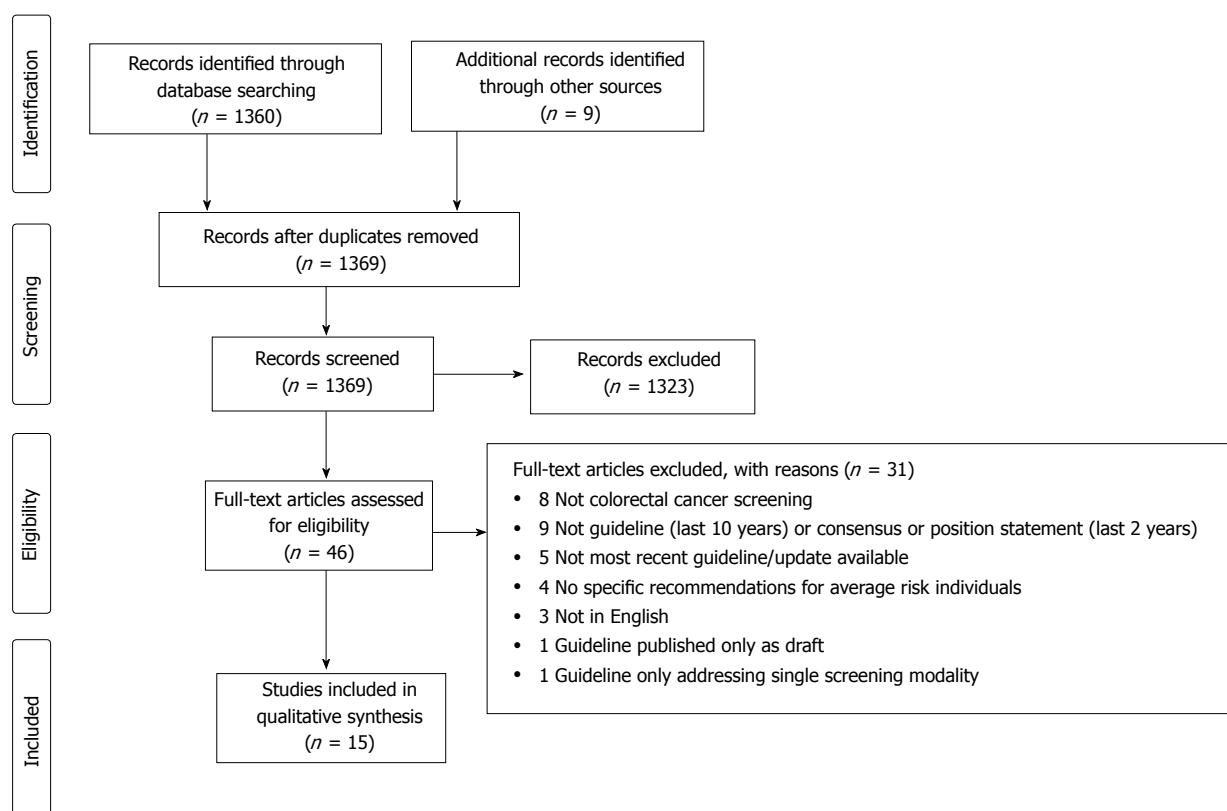 Identification
Records identified through
database searching
(n = 1360)
Additional records identified
through other sources
(n = 9)
Screening
Records after duplicates removed
(n = 1369)
Records screened
(n = 1369)
Records excluded
(n = 1323)
Eligibility
Full-text articles assessed
for eligibility
(n = 46)
Full-text articles excluded, with reasons (n = 31)
• 8 Not colorectal cancer screening
• 9 Not guideline (last 10 years) or consensus or position statement (last 2 years)
• 5 Not most recent guideline/update available
• 4 No specific recommendations for average risk individuals
• 3 Not in English
• 1 Guideline published only as draft
• 1 Guideline only addressing single screening modality
Included
Studies included in
qualitative synthesis
(n = 15)